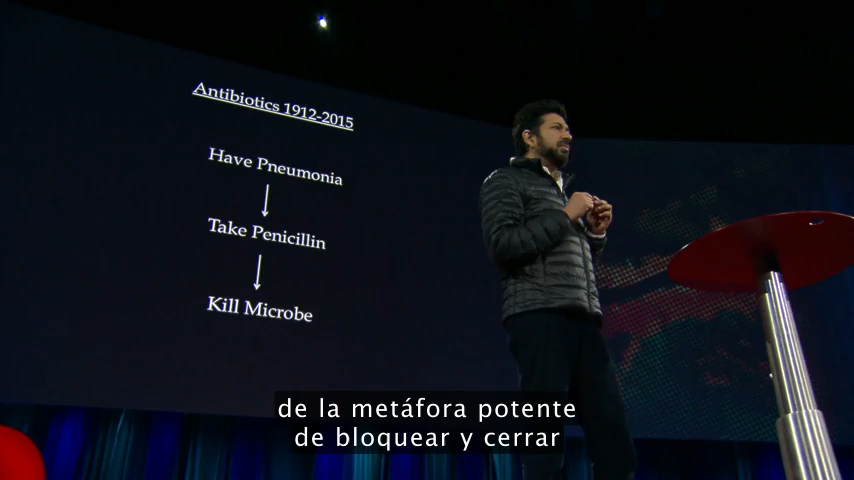 Antibiotics 1912-2015
Have Pneumonia
Take Penicillin
Kill Microbe
de la metáfora potente
de bloquear y cerrar